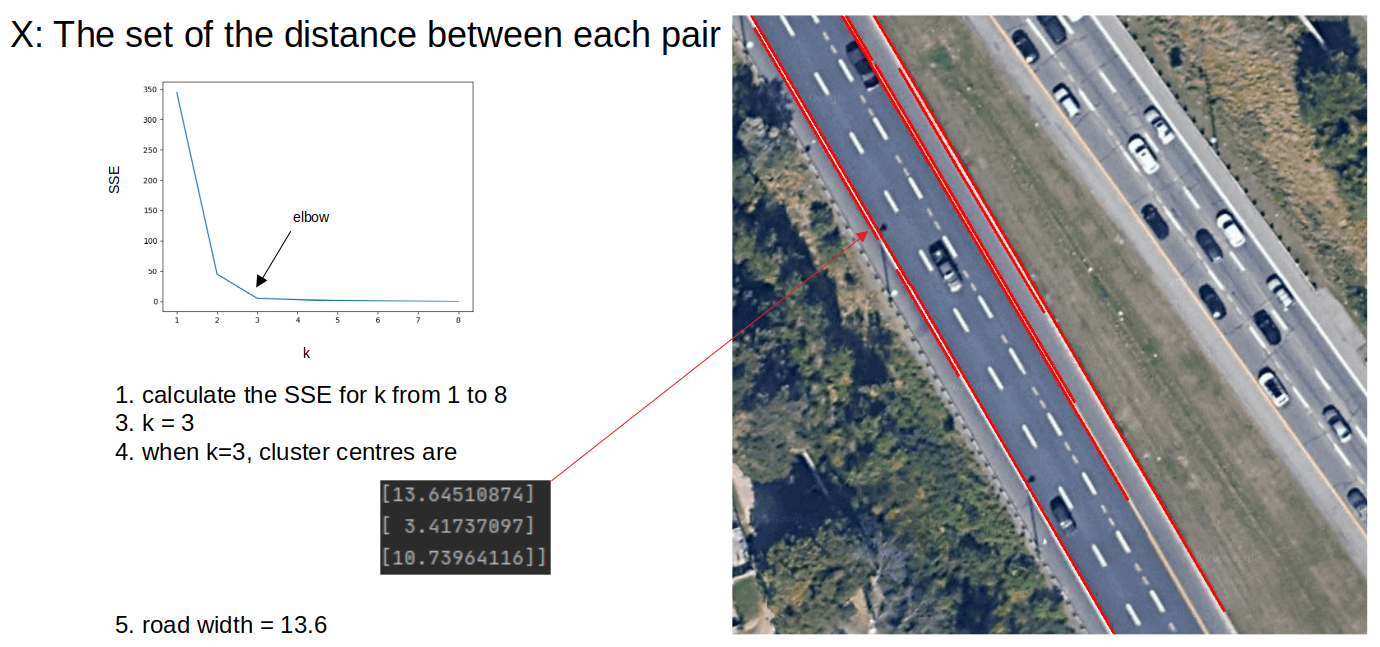 X: The set of the distance between each pair
350
300
250
200
150
100
50
0
SSE
elbow
1 2 3 4 5 6 7 8
k
1. calculate the SSE for k from 1 to 8
3. k = 3
4. when k=3, cluster centres are
[13.64510874]
[ 3.41737097]
[10.73964116]]
5. road width = 13.6